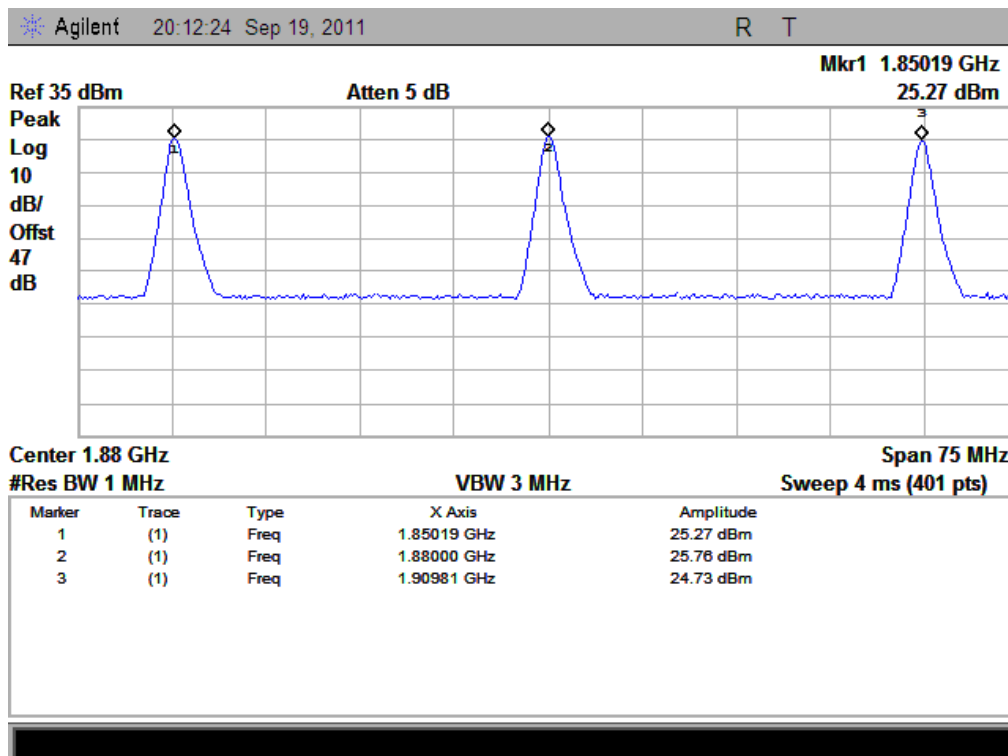 Agilent 20:12:24 Sep 19, 2011 R T
Mkr1 1.85019 GHz
Ref 35 dBm Atten 5 dB 25.27 dBm
Peak
Log
10
dB/
Offst
47
dB
1 2 3
Center 1.88 GHz Span 75 MHz
#Res BW 1 MHz VBW 3 MHz Sweep 4 ms (401 pts)
Marker Trace Type X Axis Amplitude
1 (1) Freq 1.85019 GHz 25.27 dBm
2 (1) Freq 1.88000 GHz 25.76 dBm
3 (1) Freq 1.90981 GHz 24.73 dBm